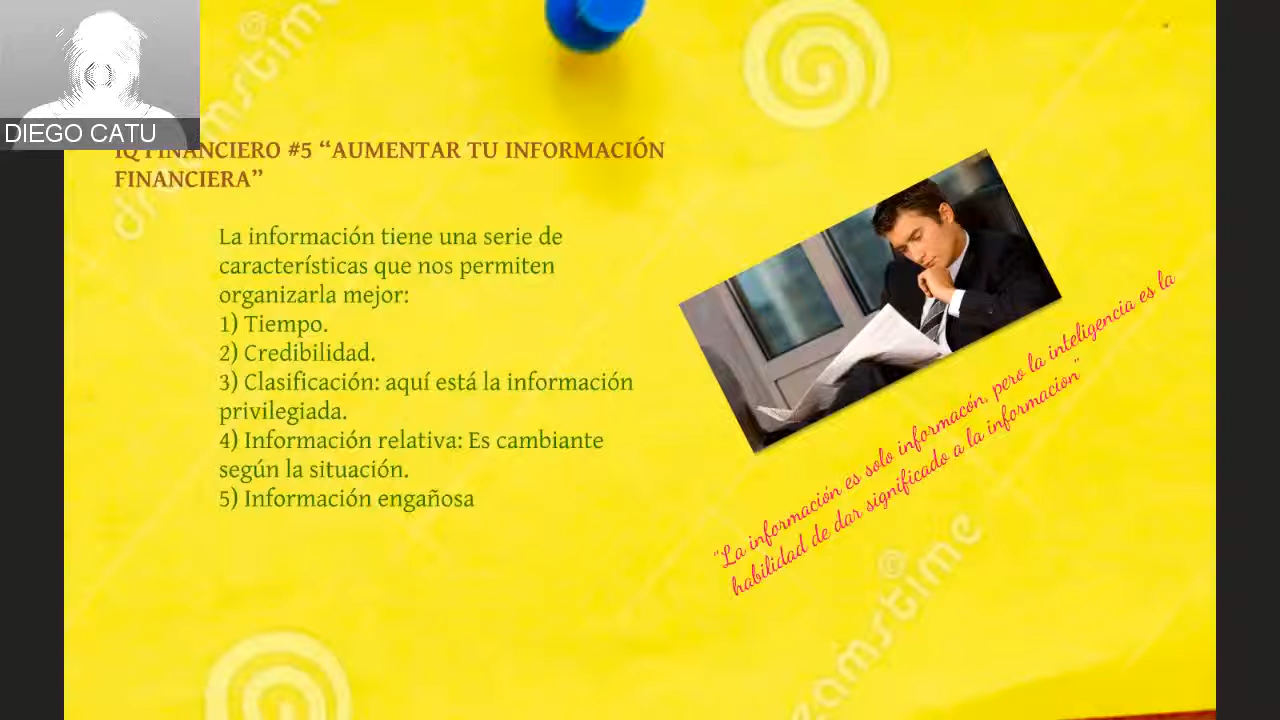 DIEGO CATU
IQ FINANCIERO #5 “AUMENTAR TU INFORMACIÓN
FINANCIERA”
La información tiene una serie de
características que nos permiten
organizarla mejor:
1) Tiempo.
2) Credibilidad.
3) Clasificación: aquí está la información
privilegiada.
4) Información relativa: Es cambiante
según la situación.
5) Información engañosa
"La información es solo informacón, pero la inteligencia es la
habilidad de dar significado a la informacion"
dreamstime
dreamstime